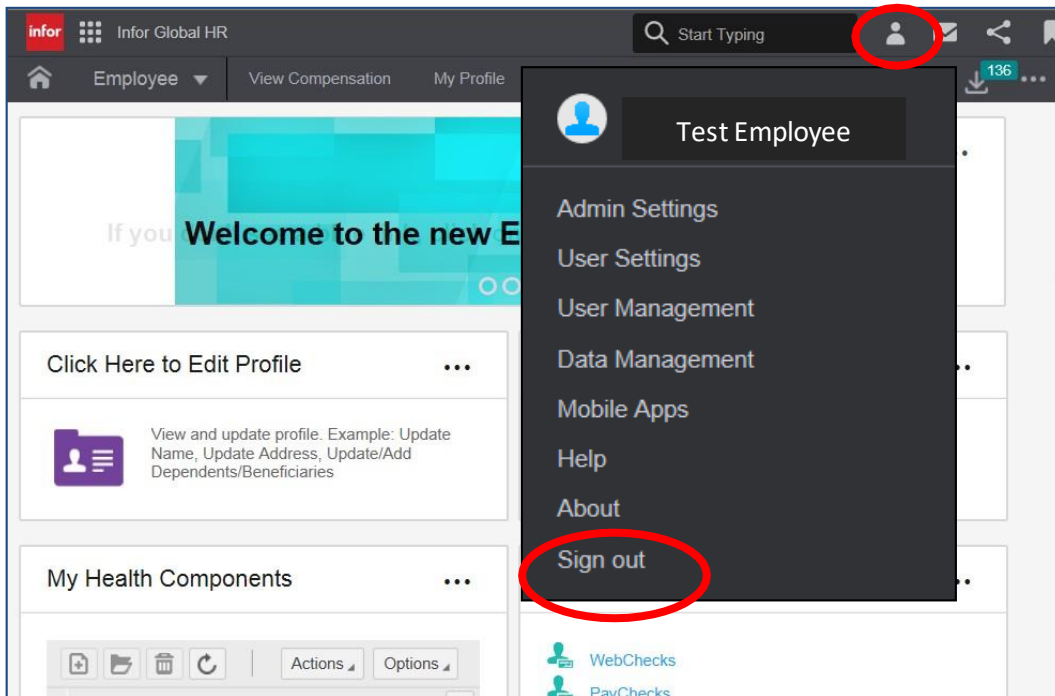 infor
Infor Global HR
Start Typing
Employee
View Compensation
My Profile
136
Test Employee
If you
Welcome to the new E
Admin Settings
User Settings
User Management
Data Management
Mobile Apps
Help
About
Sign out
Click Here to Edit Profile
View and update profile. Example: Update
Name, Update Address, Update/Add
Dependents/Beneficiaries
My Health Components
Actions
Options
WebChecks
PayChecks